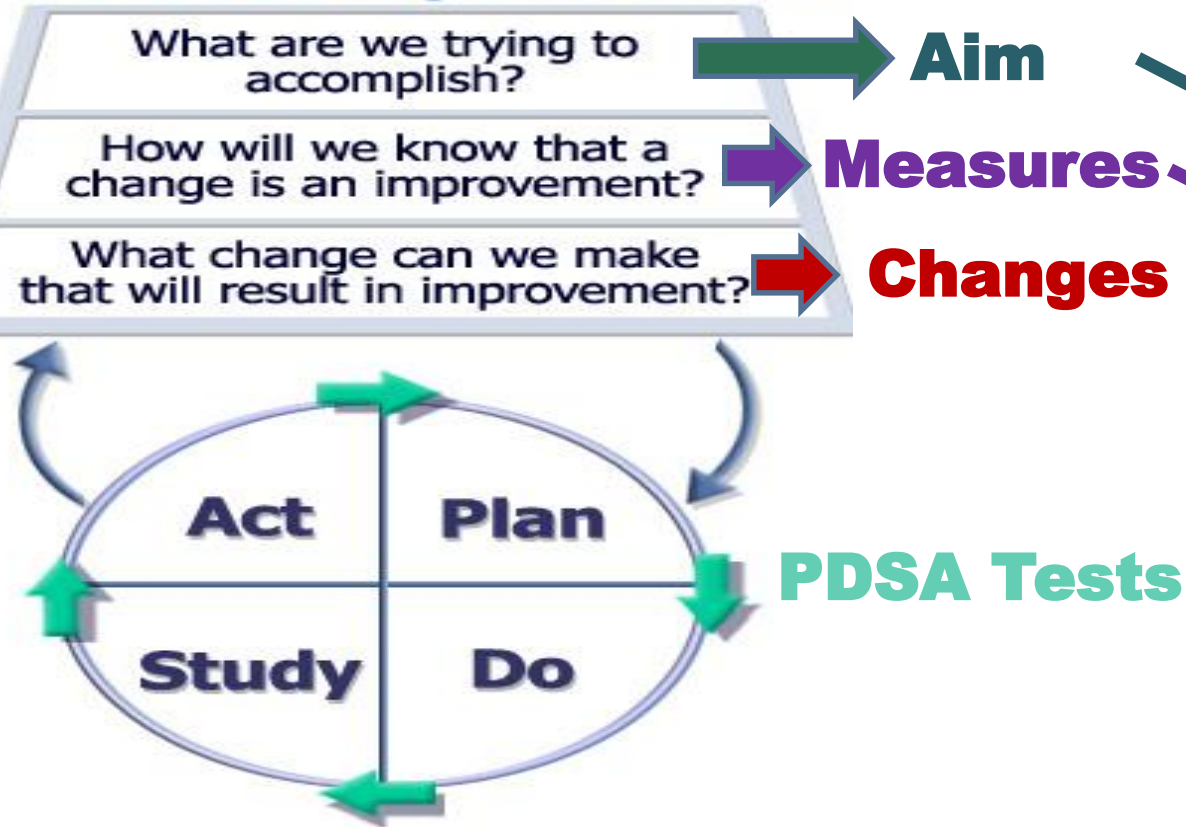 What are we trying to
accomplish?
Aim
How will we know that a
change is an improvement?
Measures
What change can we make
that will result in improvement?
Changes
Act
Plan
PDSA Tests
Study
Do